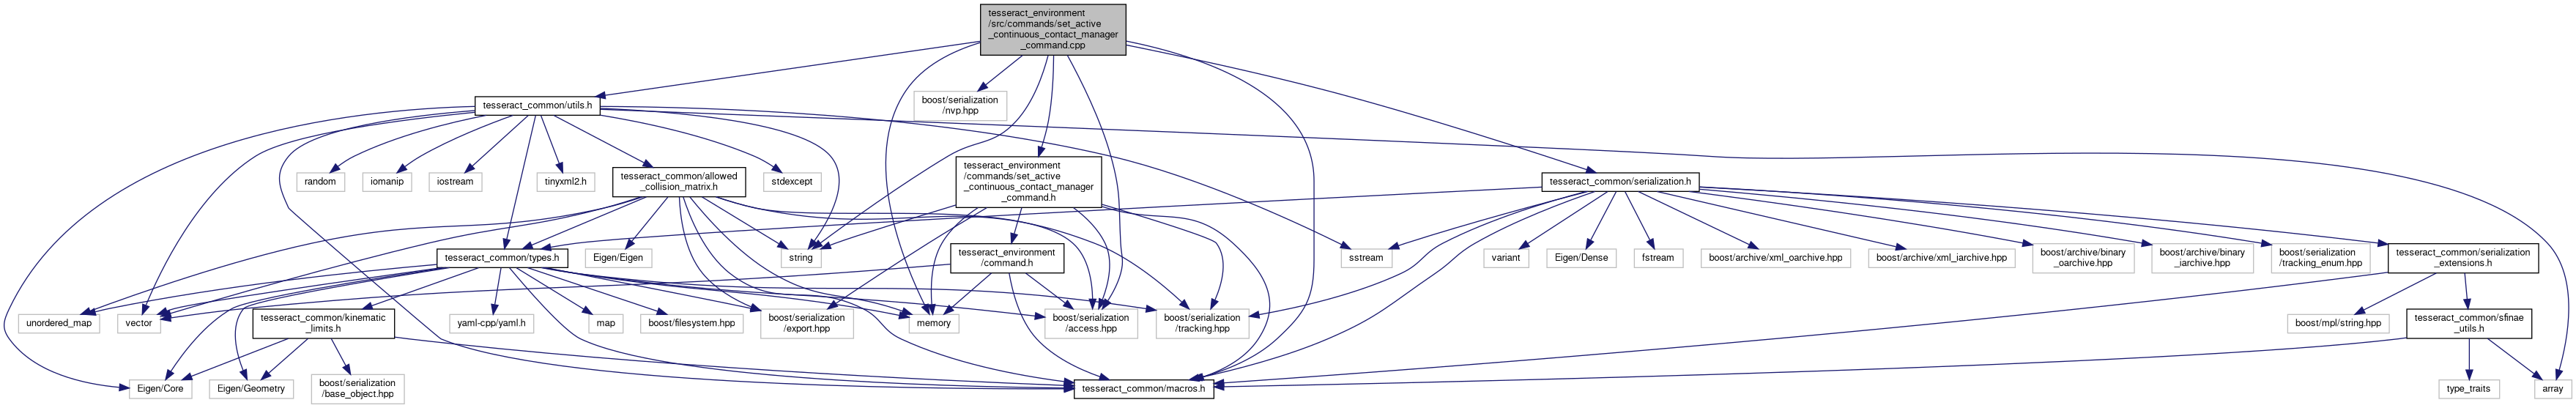 tesseract_environment
/src/commands/set_active
_continuous_contact_manager
_command.cpp
tesseract_common/utils.h
boost/serialization
/nvp.hpp
random
iomanip
iostream
tinyxml2.h
tesseract_common/allowed
_collision_matrix.h
stdexcept
tesseract_environment
/commands/set_active
_continuous_contact_manager
_command.h
tesseract_common/serialization.h
tesseract_common/types.h
Eigen/Eigen
string
tesseract_environment
/command.h
sstream
variant
Eigen/Dense
fstream
boost/archive/xml_oarchive.hpp
boost/archive/xml_iarchive.hpp
boost/archive/binary
_oarchive.hpp
boost/archive/binary
_iarchive.hpp
boost/serialization
/tracking_enum.hpp
tesseract_common/serialization
_extensions.h
unordered_map
vector
tesseract_common/kinematic
_limits.h
yaml-cpp/yaml.h
map
boost/filesystem.hpp
boost/serialization
/export.hpp
memory
boost/serialization
/access.hpp
boost/serialization
/tracking.hpp
boost/mpl/string.hpp
tesseract_common/sfinae
_utils.h
Eigen/Core
Eigen/Geometry
boost/serialization
/base_object.hpp
tesseract_common/macros.h
type_traits
array